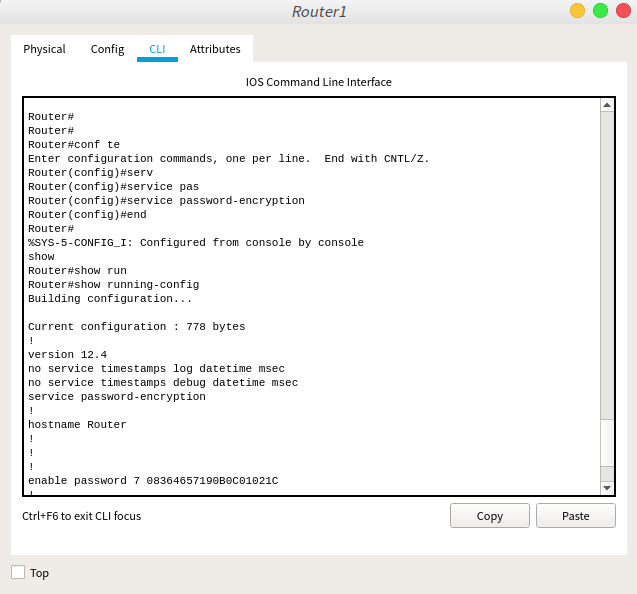 Router1
Physical Config CLI Attributes
IOS Command Line Interface
Router#
Router#
Router#conf te
Enter configuration commands, one per line.  End with CNTL/Z.
Router(config)#serv
Router(config)#service pas
Router(config)#service password-encryption
Router(config)#end
Router#
%SYS-5-CONFIG_I: Configured from console by console
show
Router#show run
Router#show running-config
Building configuration...
Current configuration : 778 bytes
!
version 12.4
no service timestamps log datetime msec
no service timestamps debug datetime msec
service password-encryption
!
hostname Router
!
!
!
enable password 7 08364657190B0C01021C
!
Ctrl+F6 to exit CLI focus
Copy Paste
Top